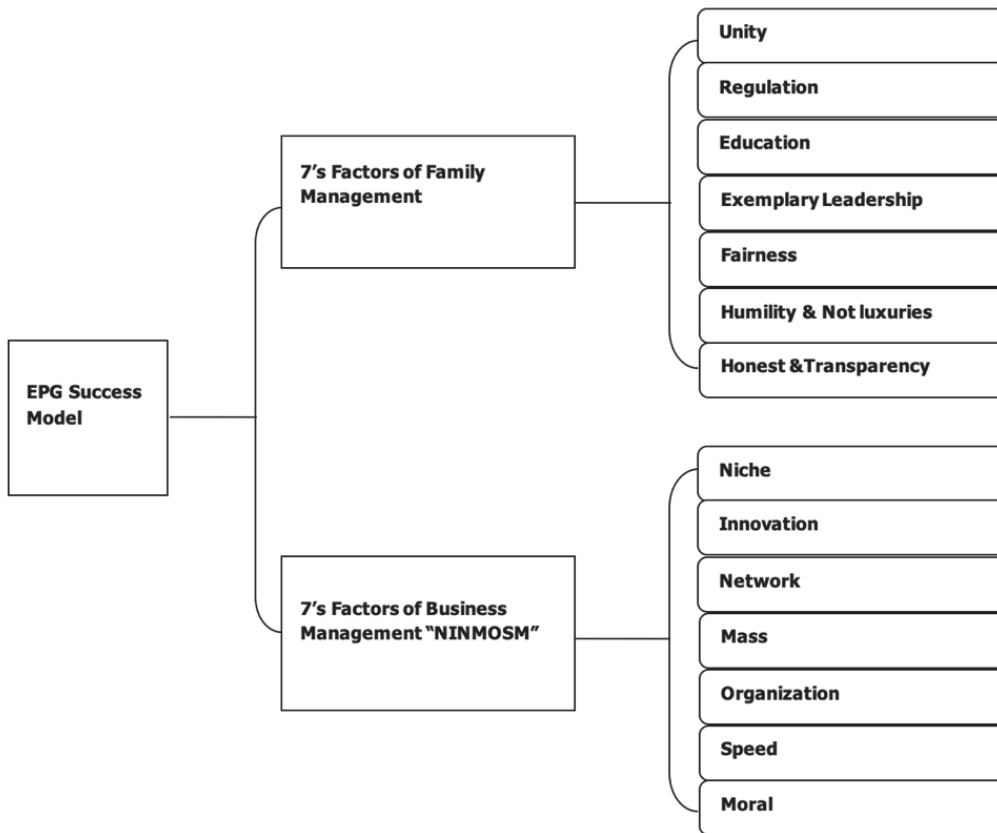 EPG Success
Model
7’s Factors of Family
Management
Unity
Regulation
Education
Exemplary Leadership
Fairness
Humility & Not luxuries
Honest &Transparency
7’s Factors of Business
Management “NINMOSM”
Niche
Innovation
Network
Mass
Organization
Speed
Moral